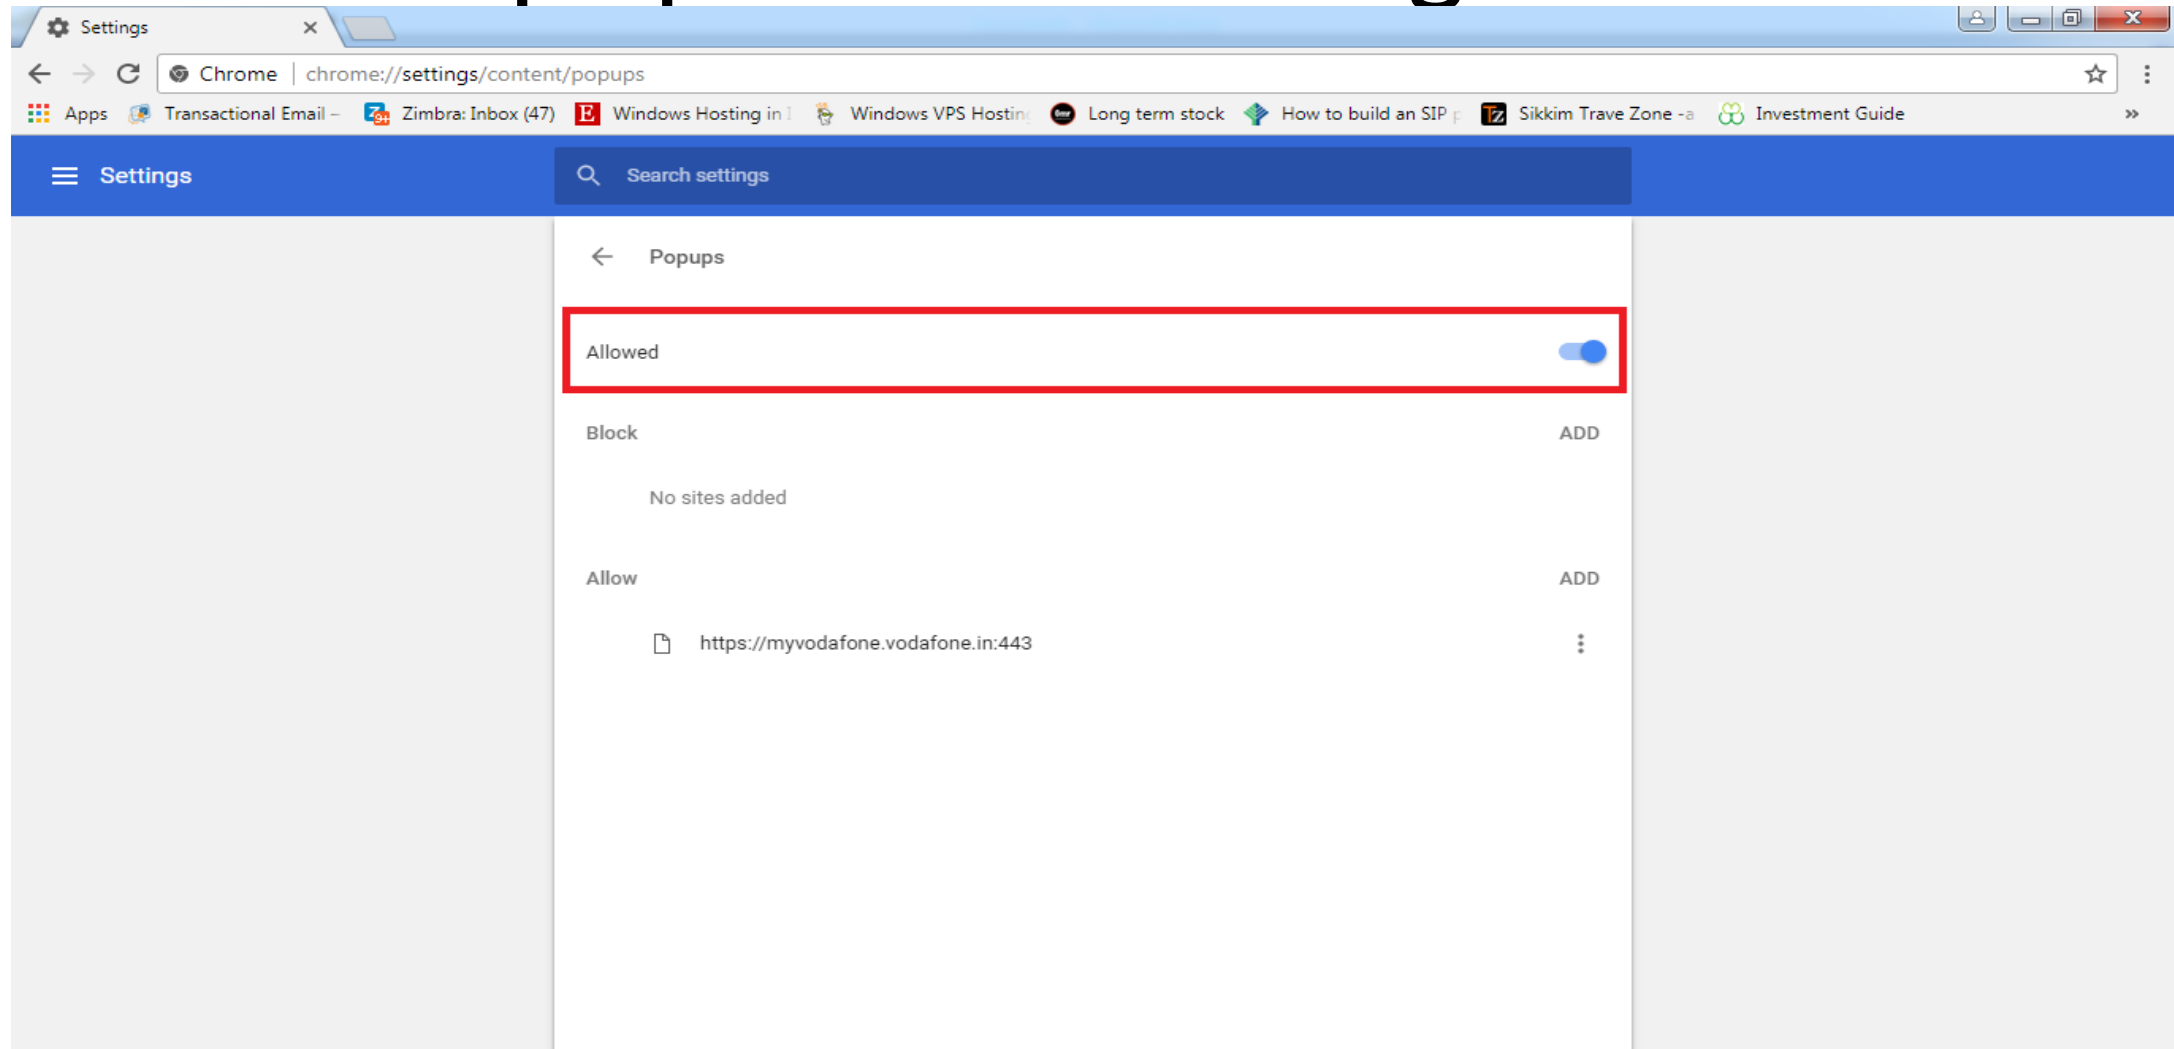 Settings
Chrome | chrome://settings/content/popups
Apps Transactional Email – Zimbra: Inbox (47) E Windows Hosting in Windows VPS Hosting Long term stock How to build an SIP TZ Sikkim Trave Zone -a Investment Guide »
Settings Search settings
Popups
Allowed
Block ADD
No sites added
Allow ADD
https://myvodafone.vodafone.in:443